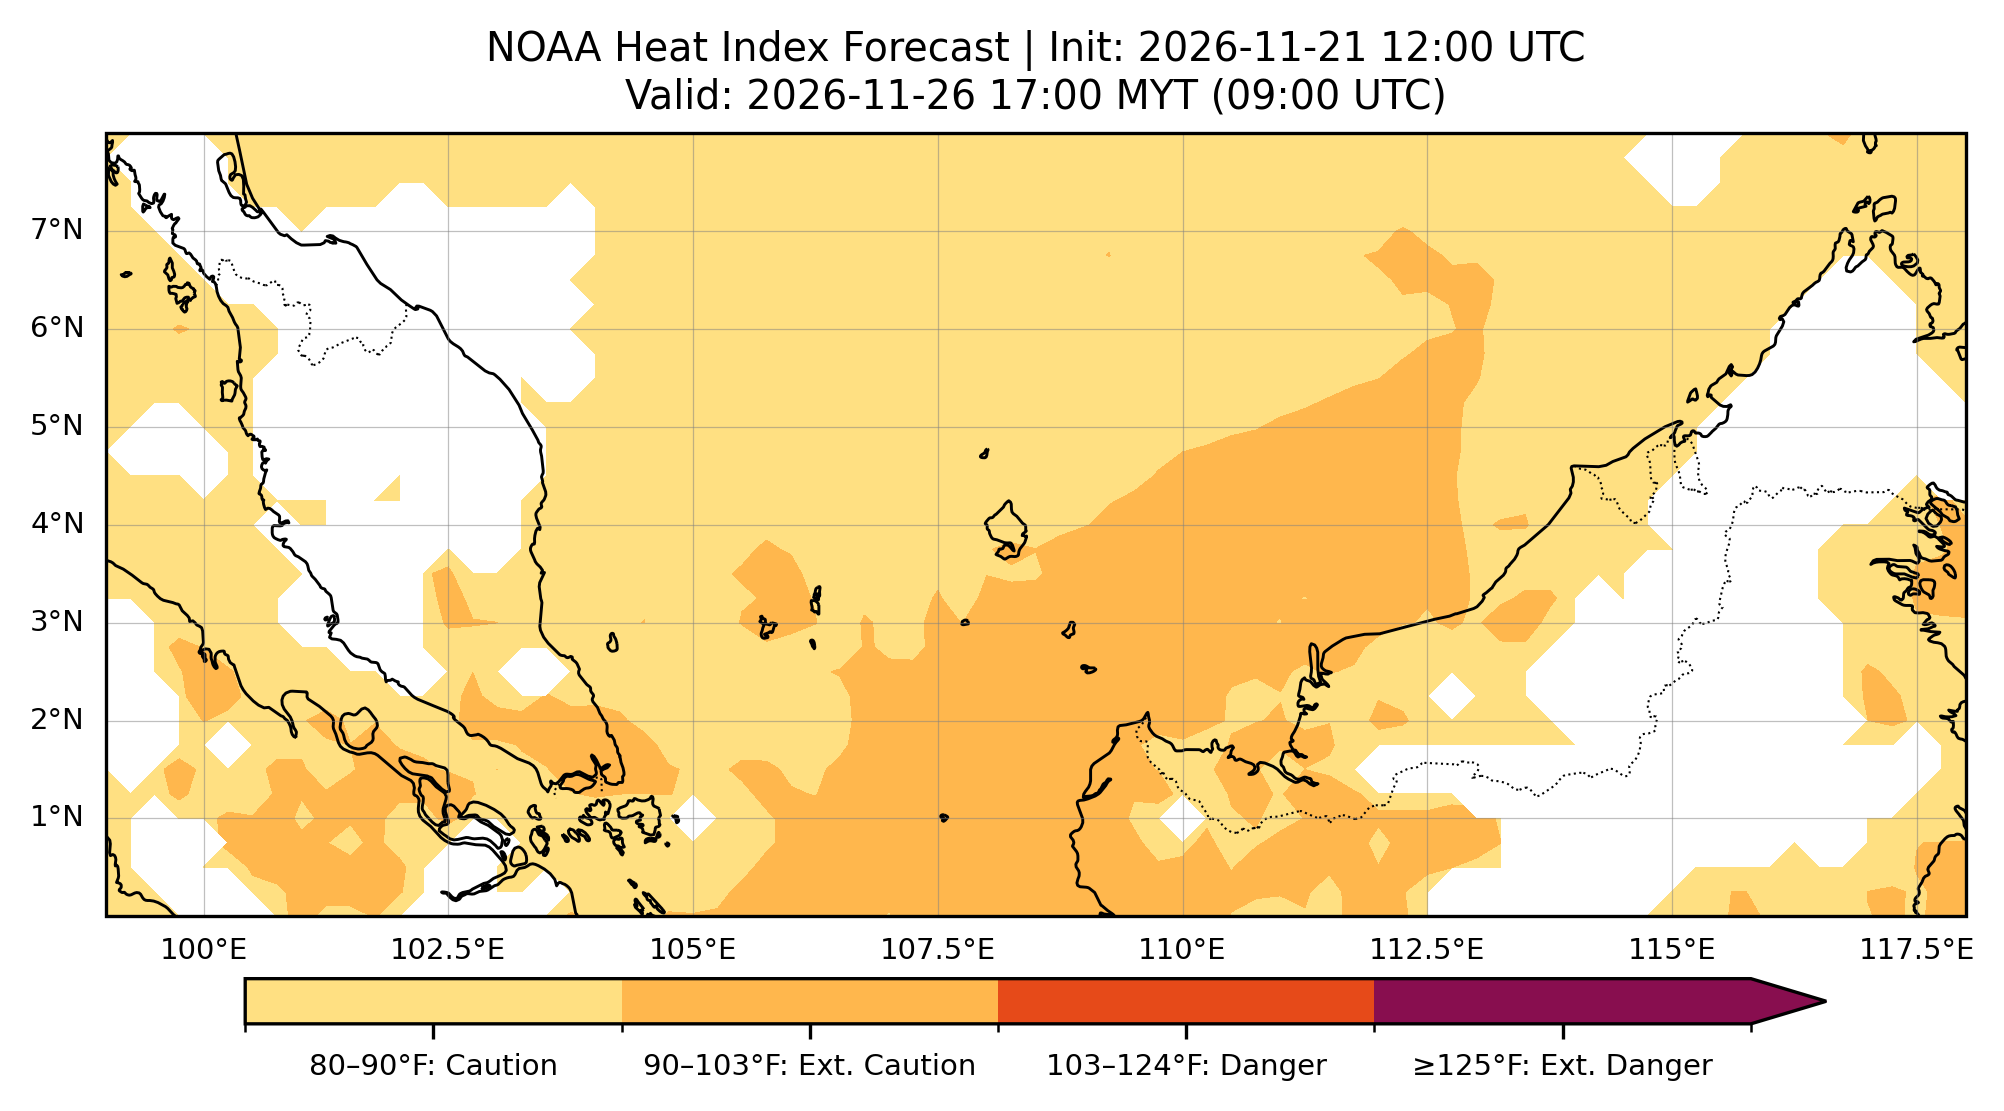 NOAA Heat Index Forecast | Init: 2026-11-21 12:00 UTC
Valid: 2026-11-26 17:00 MYT (09:00 UTC)
7°N
6°N
5°N
4°N
3°N
2°N
1°N
100°E 102.5°E 105°E 107.5°E 110°E 112.5°E 115°E 117.5°E
80–90°F: Caution 90–103°F: Ext. Caution 103–124°F: Danger ≥125°F: Ext. Danger